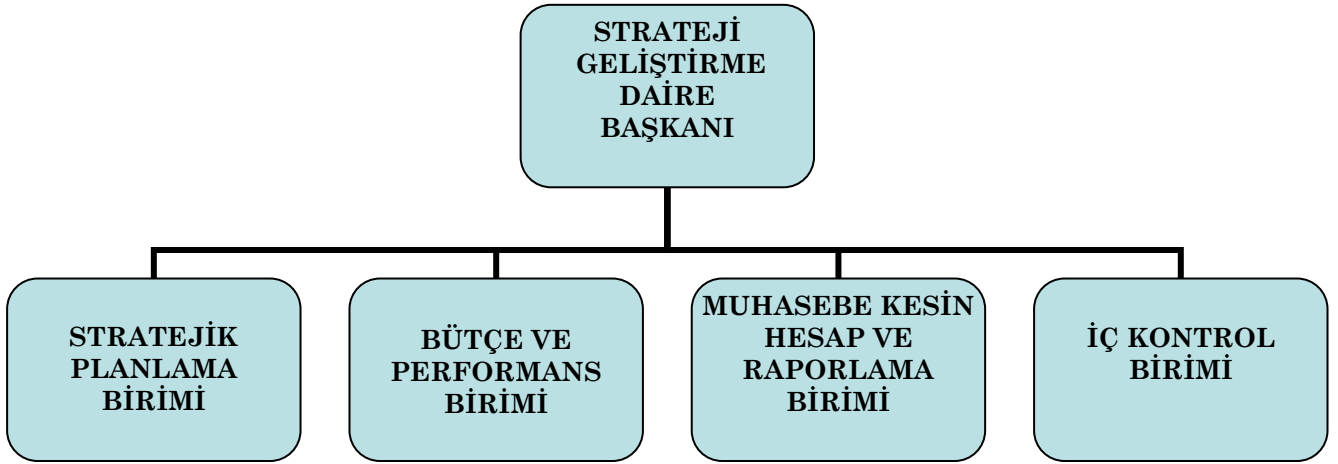 STRATEJİ
GELİŞTİRME
DAİRE
BAŞKANI
STRATEJİK
PLANLAMA
BİRİMİ
BÜTÇE VE
PERFORMANS
BİRİMİ
MUHASEBE KESİN
HESAP VE
RAPORLAMA
BİRİMİ
İÇ KONTROL
BİRİMİ